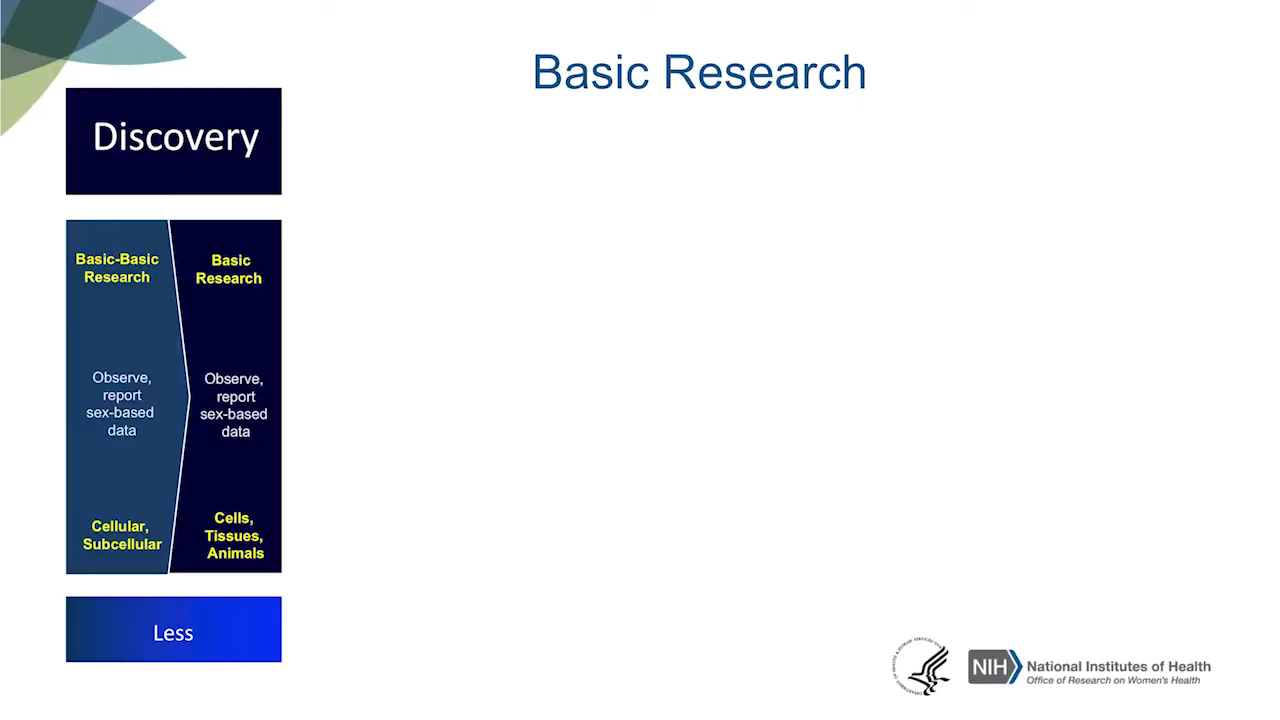 Basic Research
Discovery
Basic-Basic
Research
Observe,
report
sex-based
data
Cellular,
Subcellular
Basic
Research
Observe,
report
sex-based
data
Cells,
Tissues,
Animals
Less
NIH
National Institutes of Health
Office of Research on Women's Health